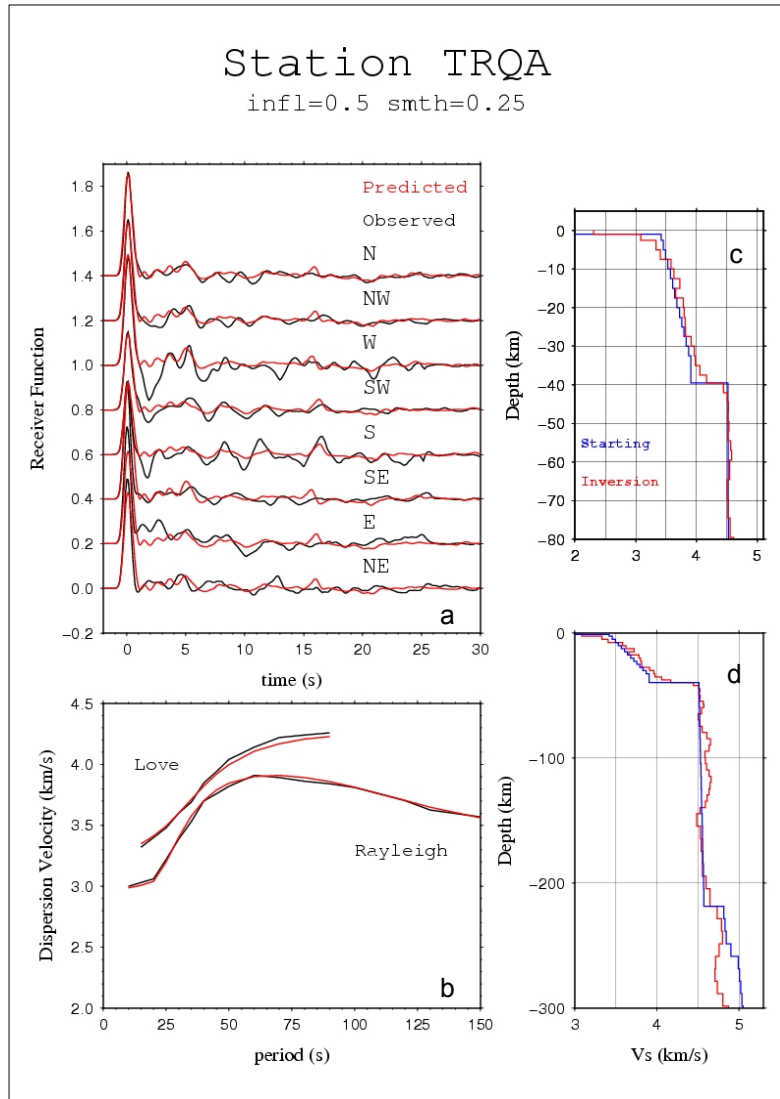 Station TRQA
infl=0.5 smth=0.25
Receiver Function
1.8
1.6
1.4
1.2
1.0
0.8
0.6
0.4
0.2
0.0
−0.2
Predicted
Observed
N
NW
W
SW
S
SE
E
NE
a
0 5 10 15 20 25 30
time (s)
Dispersion Velocity (km/s)
4.5
4.0
3.5
3.0
2.5
2.0
Love
Rayleigh
b
0 25 50 75 100 125 150
period (s)
Depth (km)
0
−10
−20
−30
−40
−50
−60
−70
−80
c
Starting
Inversion
2 3 4 5
Depth (km)
0
−100
−200
−300
d
3 4 5
Vs (km/s)